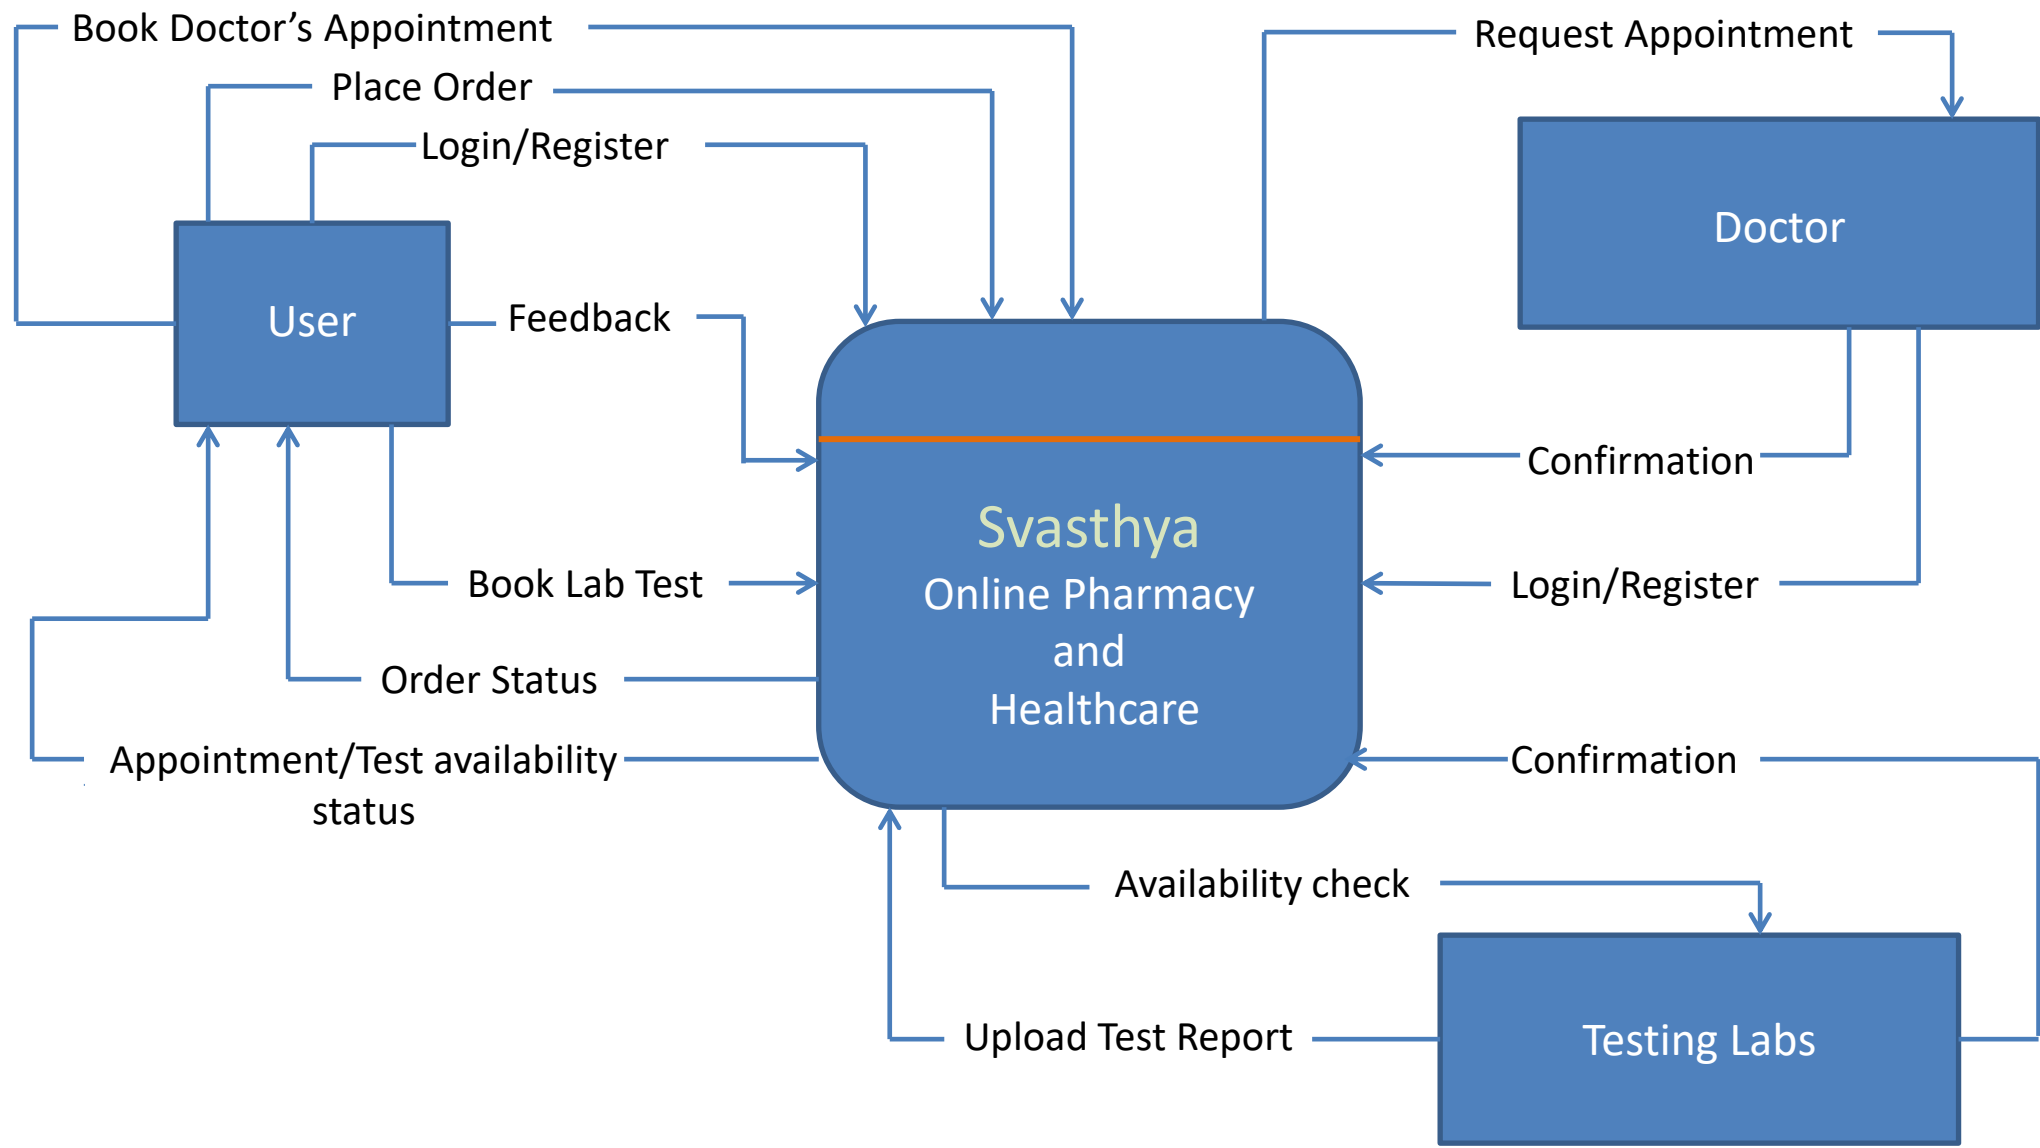 Book Doctor’s Appointment
Request Appointment
Place Order
Login/Register
Doctor
User
Feedback
Confirmation
Svasthya
Online Pharmacy
and
Healthcare
Book Lab Test
Login/Register
Order Status
Appointment/Test availability
status
Confirmation
Availability check
Upload Test Report
Testing Labs